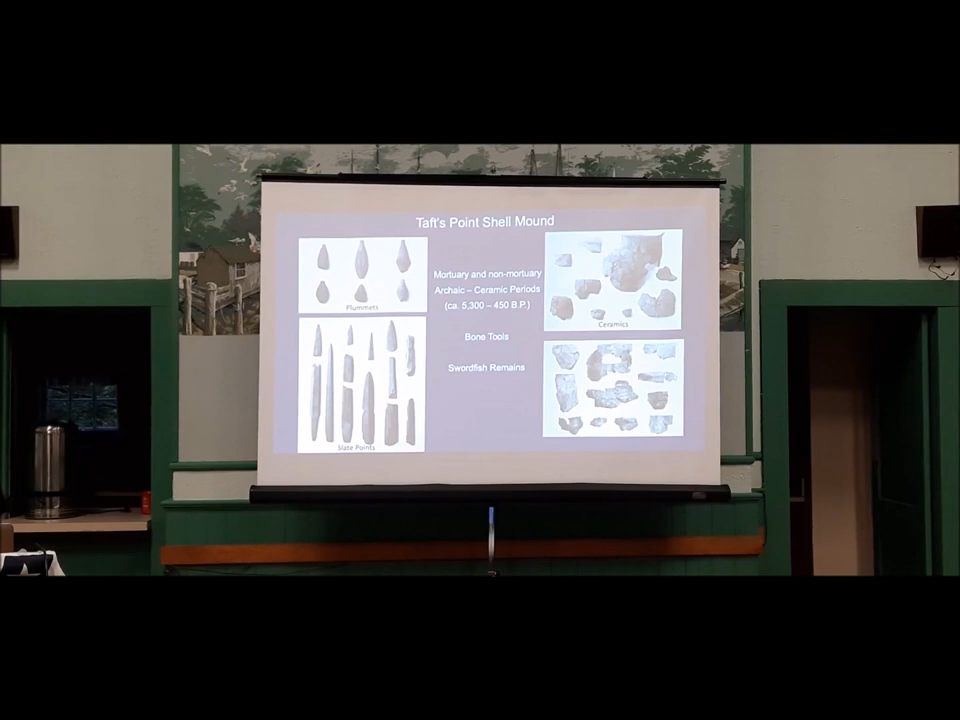 Taft's Point Shell Mound
Plummets
Slate Points
Mortuary and non-mortuary
Archaic – Ceramic Periods
(ca. 5,300 – 450 B.P.)
Bone Tools
Swordfish Remains
Ceramics